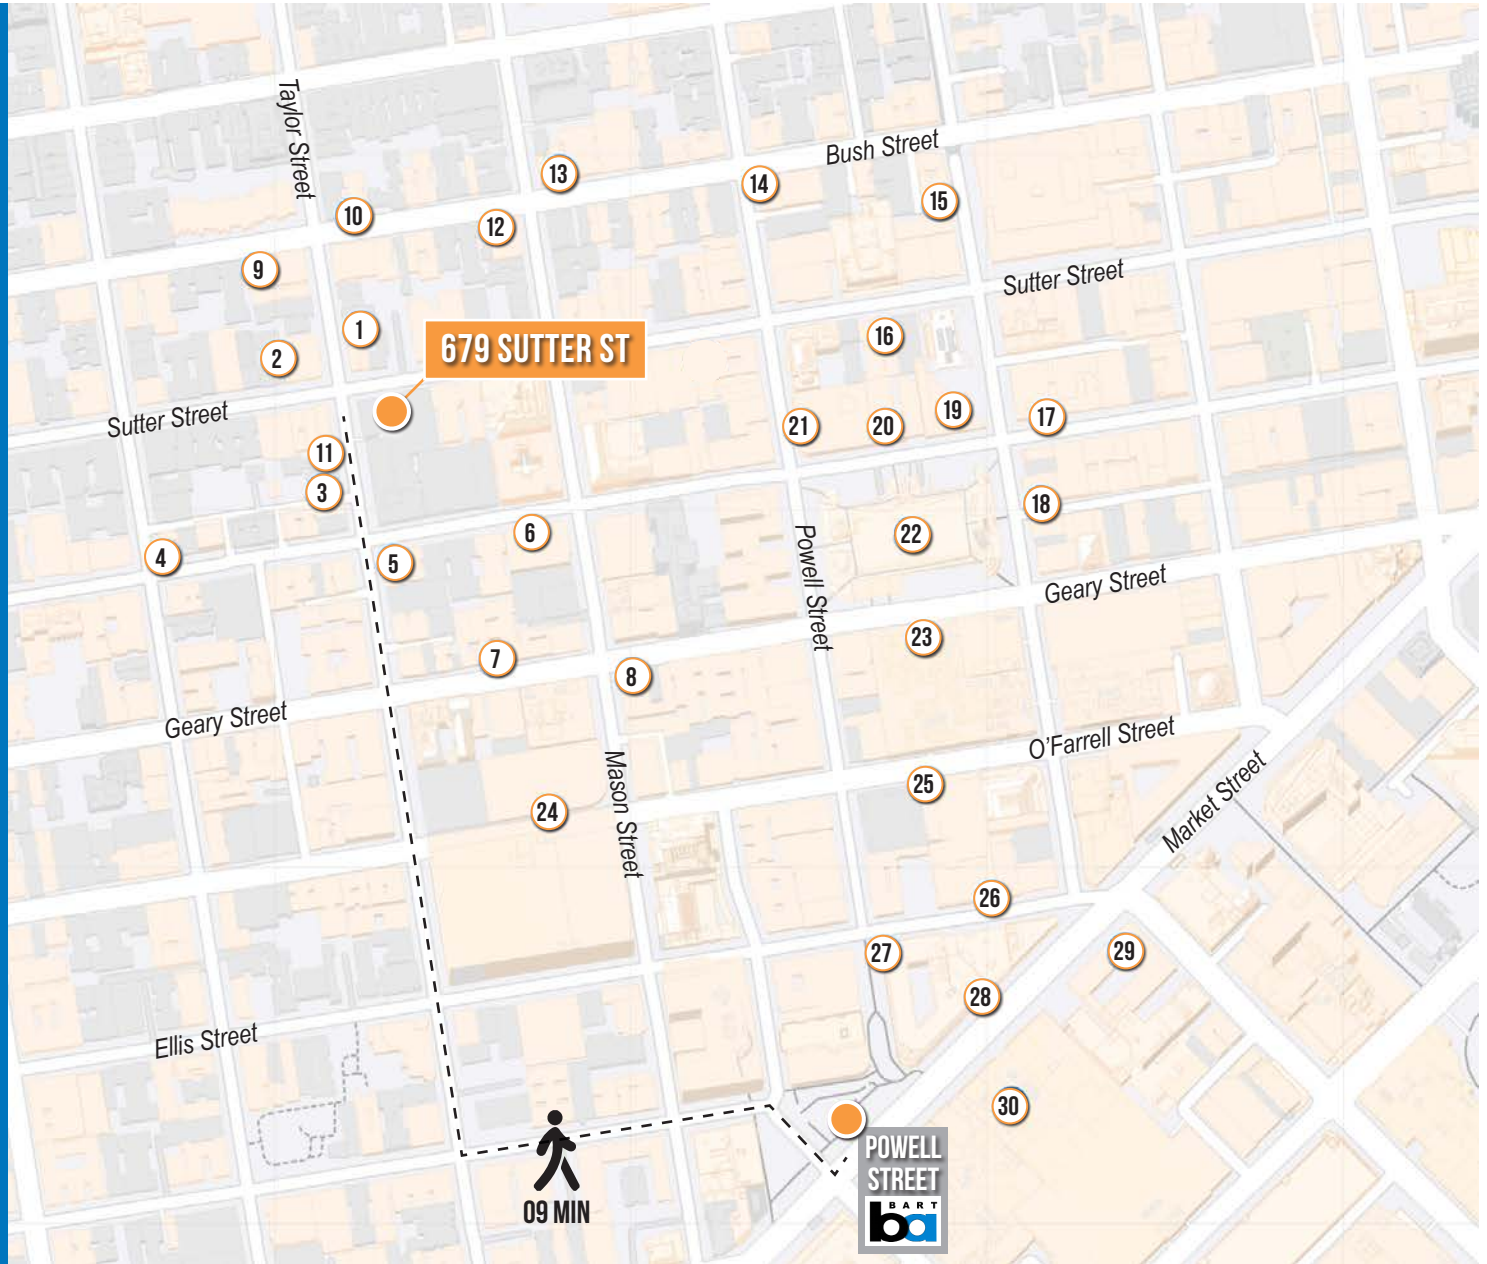 Taylor Street
Bush Street
13
14
15
10
12
9
Sutter Street
1
2
679 SUTTER ST
16
Sutter Street
11
3
21
20
19
17
4
5
6
18
22
Powell Street
Geary Street
7
8
23
Geary Street
O'Farrell Street
Mason Street
24
25
Market Street
26
27
28
29
Ellis Street
30
09 MIN
POWELL
STREET
BART
ba